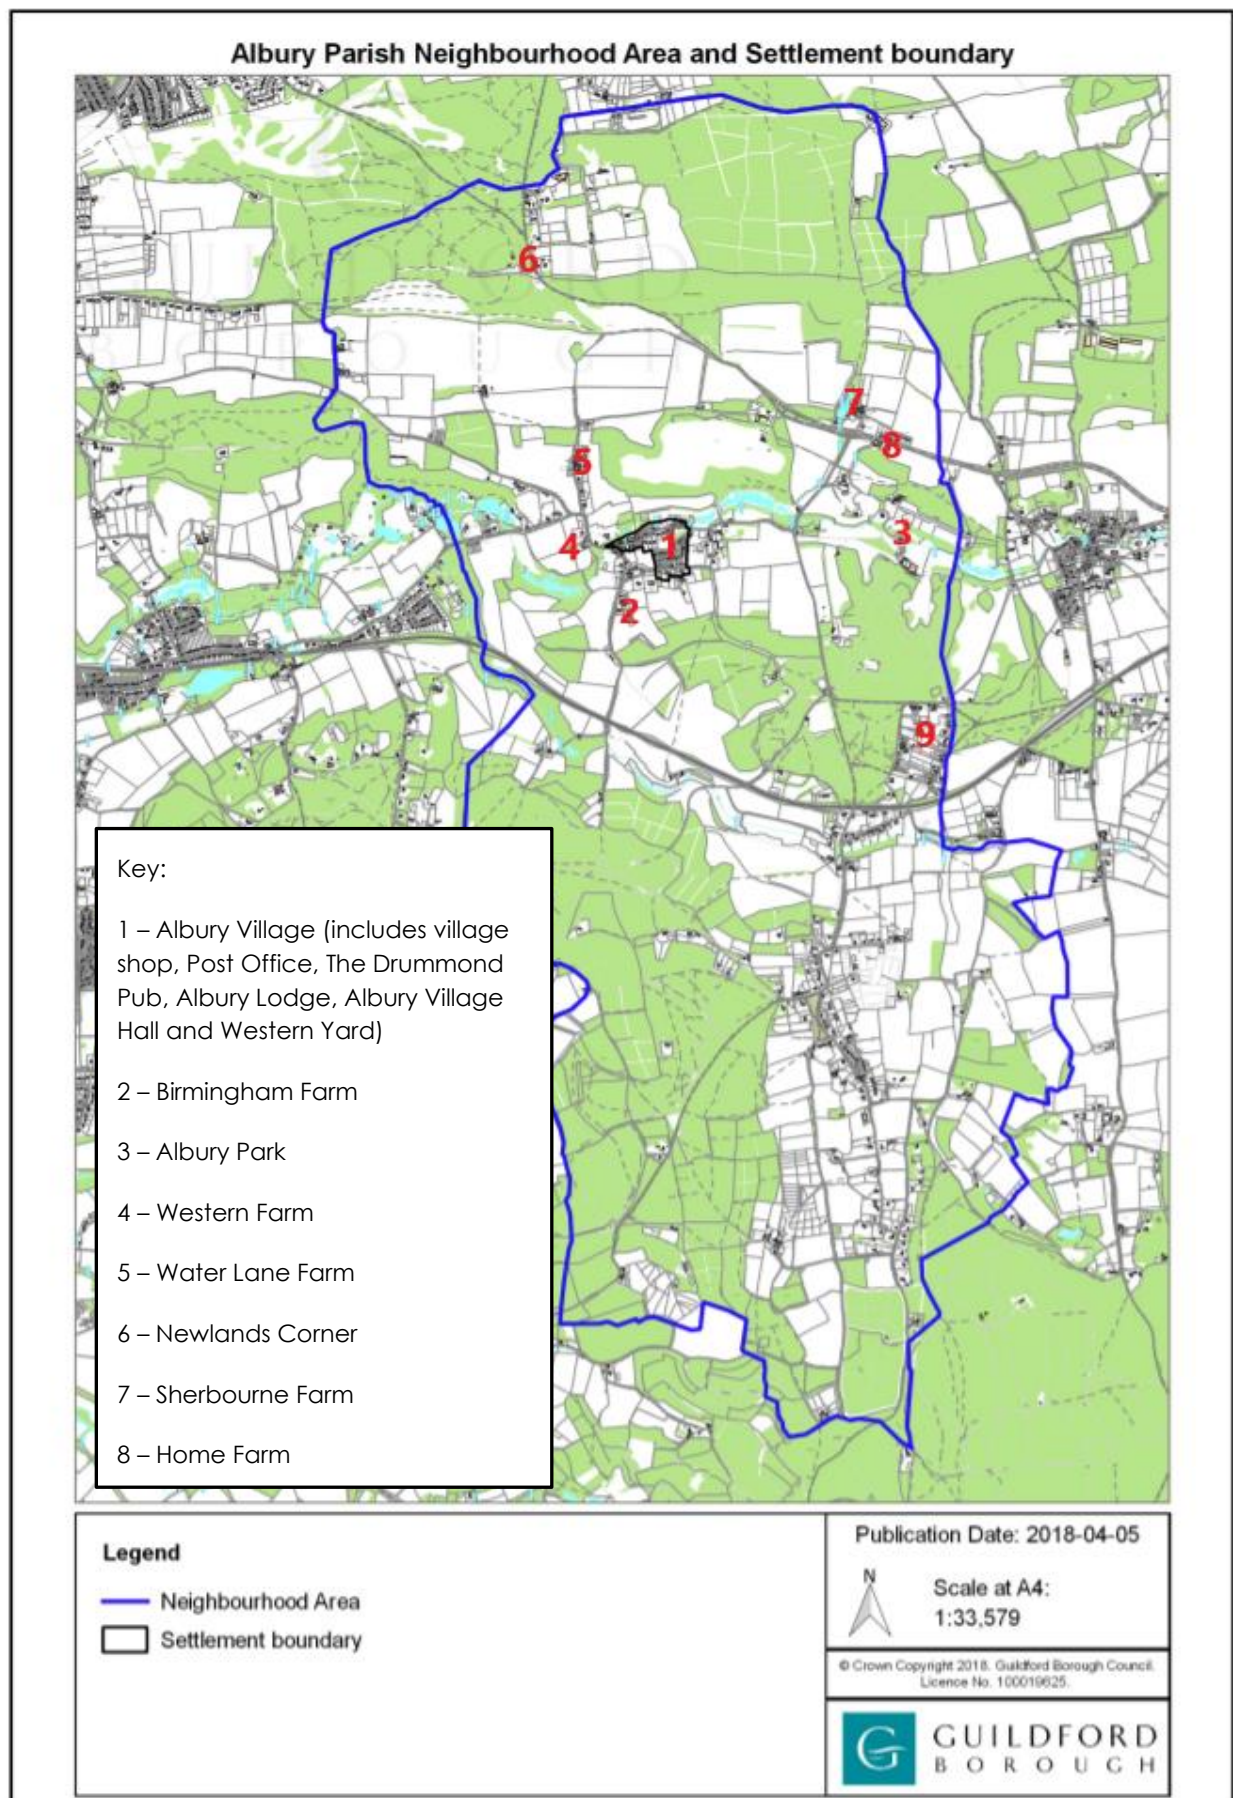 Albury Parish Neighbourhood Area and Settlement boundary
GUILDFORD
BOROUGH
6
7
8
5
3
4
1
2
9
Key:
1 – Albury Village (includes village
shop, Post Office, The Drummond
Pub, Albury Lodge, Albury Village
Hall and Western Yard)
2 – Birmingham Farm
3 – Albury Park
4 – Western Farm
5 – Water Lane Farm
6 – Newlands Corner
7 – Sherbourne Farm
8 – Home Farm
Legend
Neighbourhood Area
Settlement boundary
Publication Date: 2018-04-05
N
Scale at A4:
1:33,579
© Crown Copyright 2018. Guildford Borough Council.
Licence No. 100019625.
G
GUILDFORD
BOROUGH